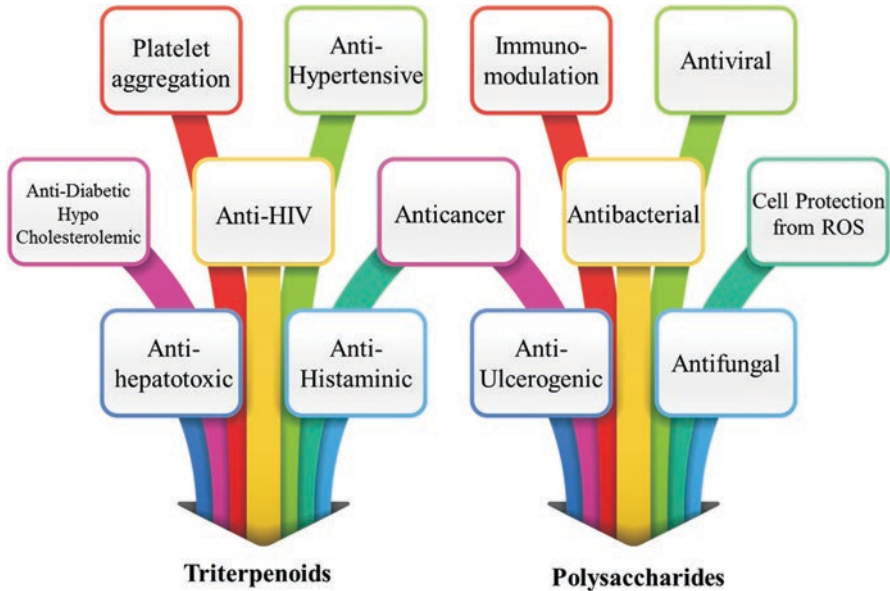 Platelet
aggregation
Anti-
Hypertensive
Immuno-
modulation
Antiviral
Anti-Diabetic
Hypo
Cholesterolemic
Anti-HIV
Anticancer
Antibacterial
Cell Protection
from ROS
Anti-
hepatotoxic
Anti-
Histaminic
Anti-
Ulcerogenic
Antifungal
Triterpenoids
Polysaccharides